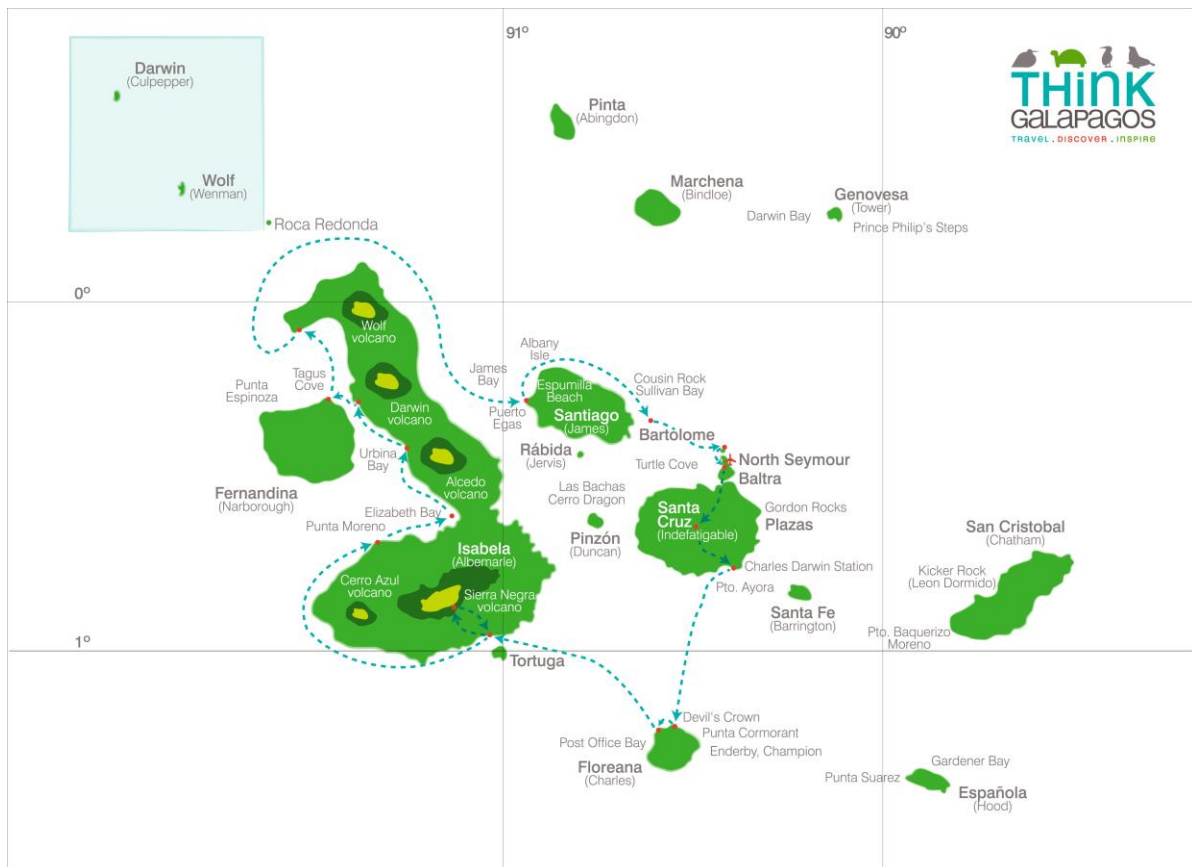 91º
90º
Darwin
(Culpepper)
Wolf
(Wenman)
Roca Redonda
Pinta
(Abingdon)
Marchena
(Bindloe)
Darwin Bay
Genovesa
(Tower)
Prince Philip's Steps
THiNK
GALAPAGOS
TRAVEL . DISCOVER . INSPIRE
0º
Wolf
volcano
Tagus
Cove
Punta
Espinoza
Darwin
volcano
Urbina
Bay
Alcedo
volcano
Fernandina
(Narborough)
Elizabeth Bay
Punta Moreno
Isabela
(Albemarle)
Cerro Azul
volcano
Sierra Negra
volcano
James
Bay
Albany
Isle
Espumilla
Beach
Puerto
Egas
Santiago
(James)
Cousin Rock
Sullivan Bay
Bartolome
Rábida
(Jervis)
Turtle Cove
North Seymour
Baltra
Las Bachas
Cerro Dragon
Pinzón
(Duncan)
Santa
Cruz
(Indefatigable)
Gordon Rocks
Plazas
Charles Darwin Station
Pto. Ayora
Santa Fe
(Barrington)
San Cristobal
(Chatham)
Kicker Rock
(Leon Dormido)
Pto. Baquerizo
Moreno
1º
Tortuga
Devil's Crown
Punta Cormorant
Enderby, Champion
Post Office Bay
Floreana
(Charles)
Punta Suarez
Gardener Bay
Española
(Hood)